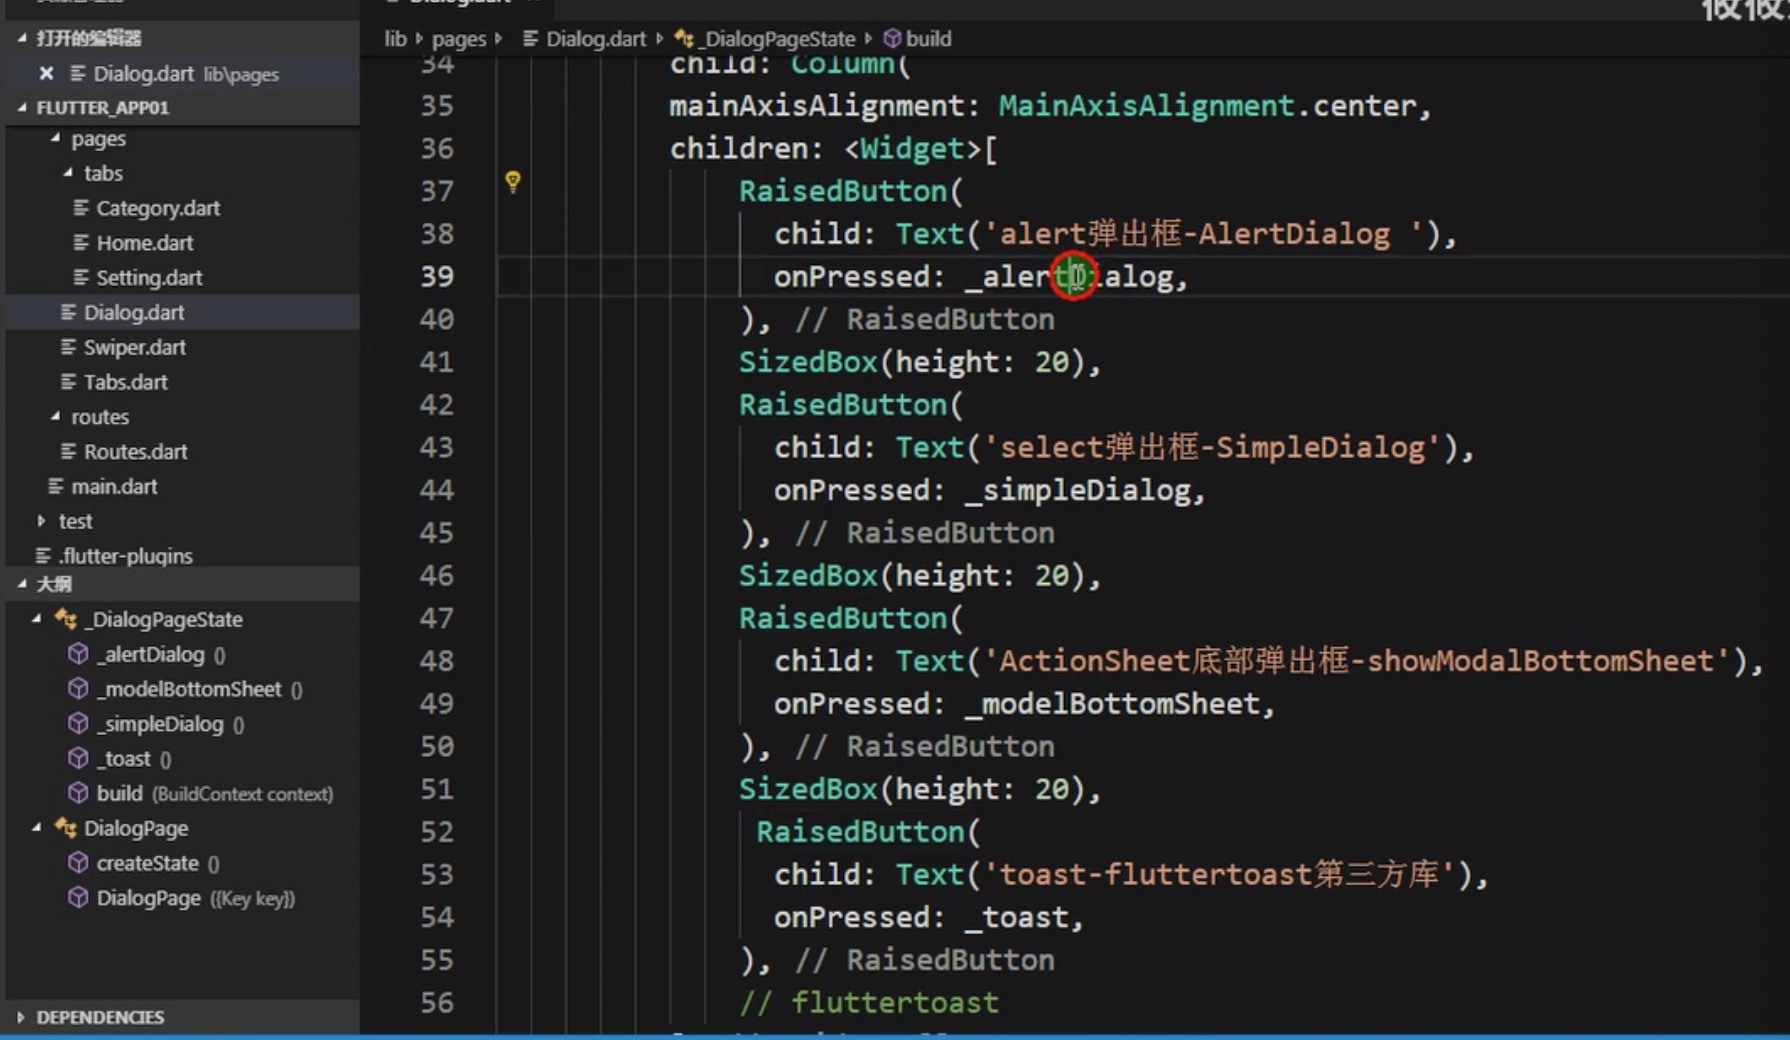 Dialog.dart
打开的编辑器
Dialog.dart lib\pages
FLUTTER_APP01
pages
tabs
Category.dart
Home.dart
Setting.dart
Dialog.dart
Swiper.dart
Tabs.dart
routes
Routes.dart
main.dart
test
.flutter-plugins
大纲
_DialogPageState
_alertDialog ()
_modelBottomSheet ()
_simpleDialog ()
_toast ()
build (BuildContext context)
DialogPage
createState ()
DialogPage ({Key key})
DEPENDENCIES
lib pages Dialog.dart _DialogPageState build
34 child: Column(
35 mainAxisAlignment: MainAxisAlignment.center,
36 children: <Widget>[
37 RaisedButton(
38 child: Text('alert弹出框-AlertDialog '),
39 onPressed: _alertDialog,
40 ), // RaisedButton
41 SizedBox(height: 20),
42 RaisedButton(
43 child: Text('select弹出框-SimpleDialog'),
44 onPressed: _simpleDialog,
45 ), // RaisedButton
46 SizedBox(height: 20),
47 RaisedButton(
48 child: Text('ActionSheet底部弹出框-showModalBottomSheet'),
49 onPressed: _modelBottomSheet,
50 ), // RaisedButton
51 SizedBox(height: 20),
52 RaisedButton(
53 child: Text('toast-fluttertoast第三方库'),
54 onPressed: _toast,
55 ), // RaisedButton
56 // fluttertoast